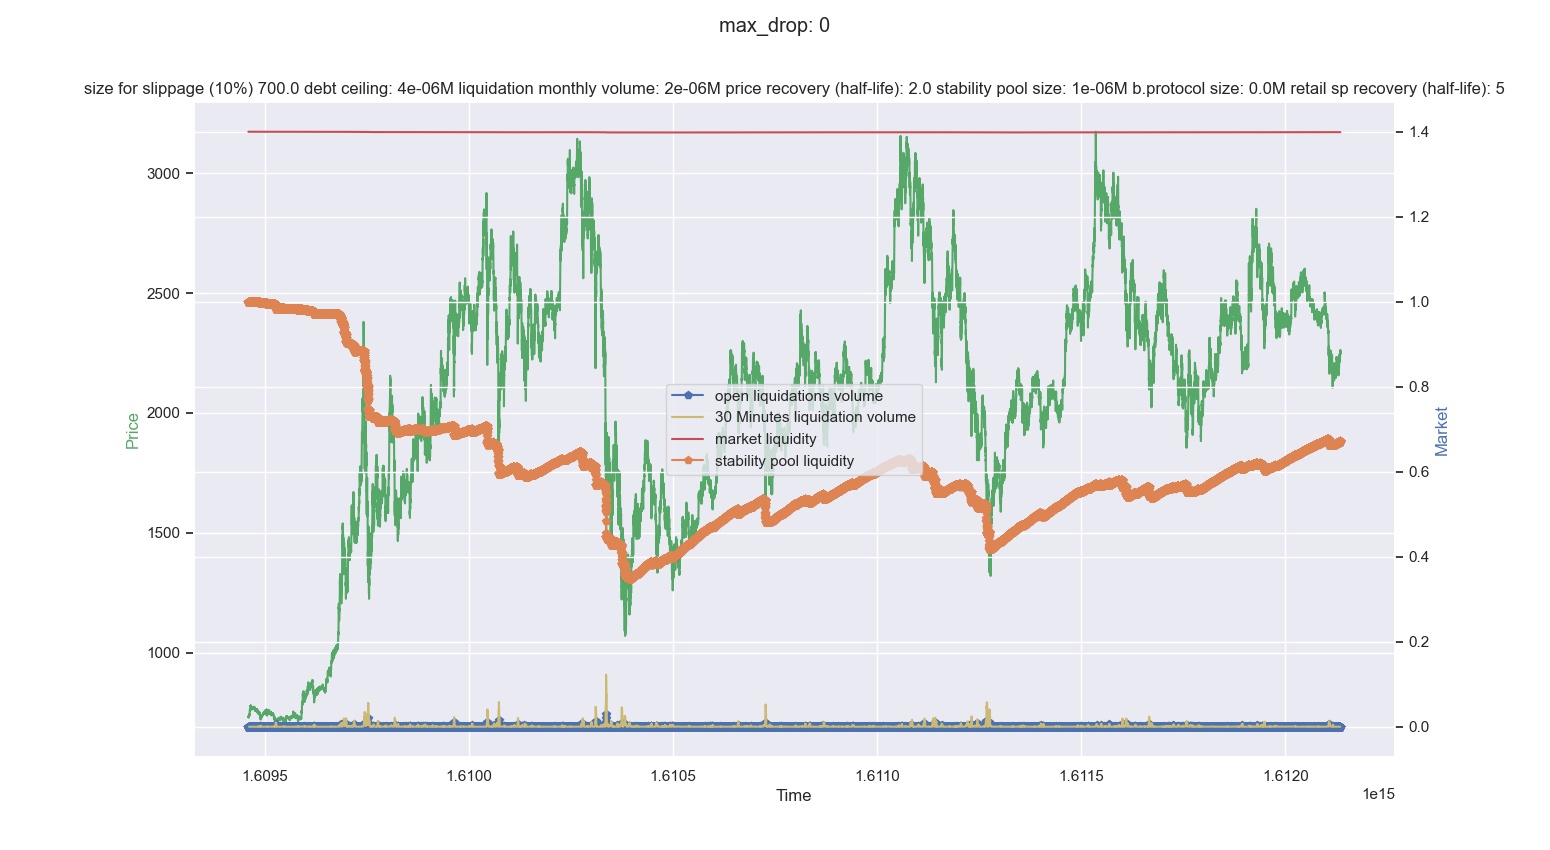 max_drop: 0
size for slippage (10%) 700.0 debt ceiling: 4e-06M liquidation monthly volume: 2e-06M price recovery (half-life): 2.0 stability pool size: 1e-06M b.protocol size: 0.0M retail sp recovery (half-life): 5
3000
2500
2000
1500
1000
Price
1.4
1.2
1.0
0.8
0.6
0.4
0.2
0.0
Market
open liquidations volume
30 Minutes liquidation volume
market liquidity
stability pool liquidity
1.6095 1.6100 1.6105 1.6110 1.6115 1.6120
Time
1e15